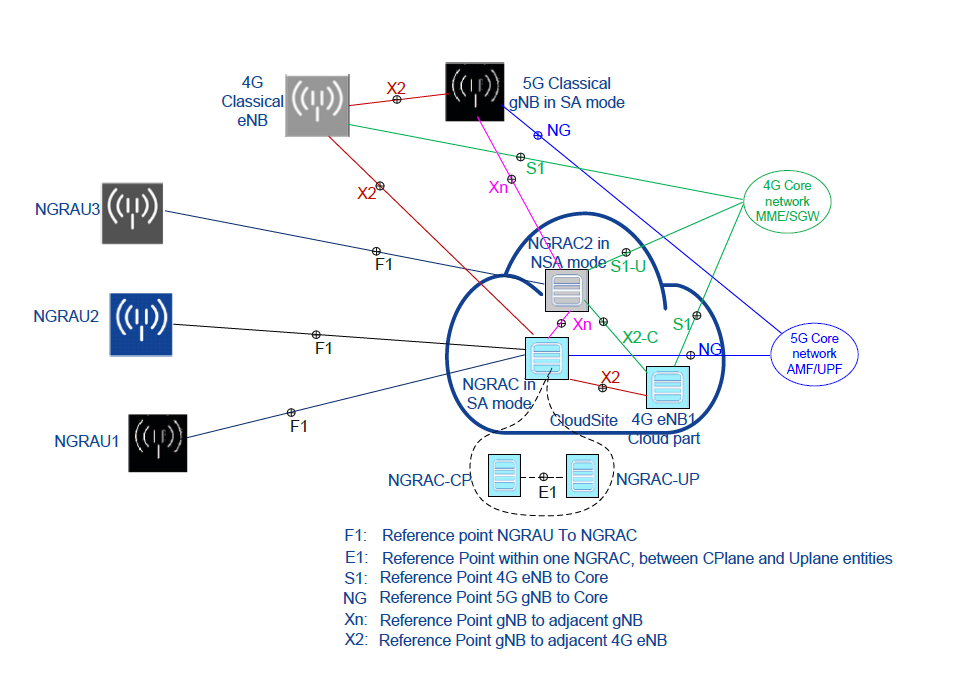 4G
Classical
eNB
X2
5G Classical
gNB in SA mode
NG
S1
Xn
X2
4G Core
network
MME/SGW
NGRAU3
F1
NGRAC2 in
NSA mode
S1-U
NGRAU2
F1
Xn
X2-C
S1
NG
5G Core
network
AMF/UPF
NGRAC in
SA mode
X2
CloudSite
4G eNB1
Cloud part
NGRAU1
F1
NGRAC-CP
E1
NGRAC-UP
F1: Reference point NGRAU To NGRAC
E1: Reference Point within one NGRAC, between CPlane and Uplane entities
S1: Reference Point 4G eNB to Core
NG Reference Point 5G gNB to Core
Xn: Reference Point gNB to adjacent gNB
X2: Reference Point gNB to adjacent 4G eNB